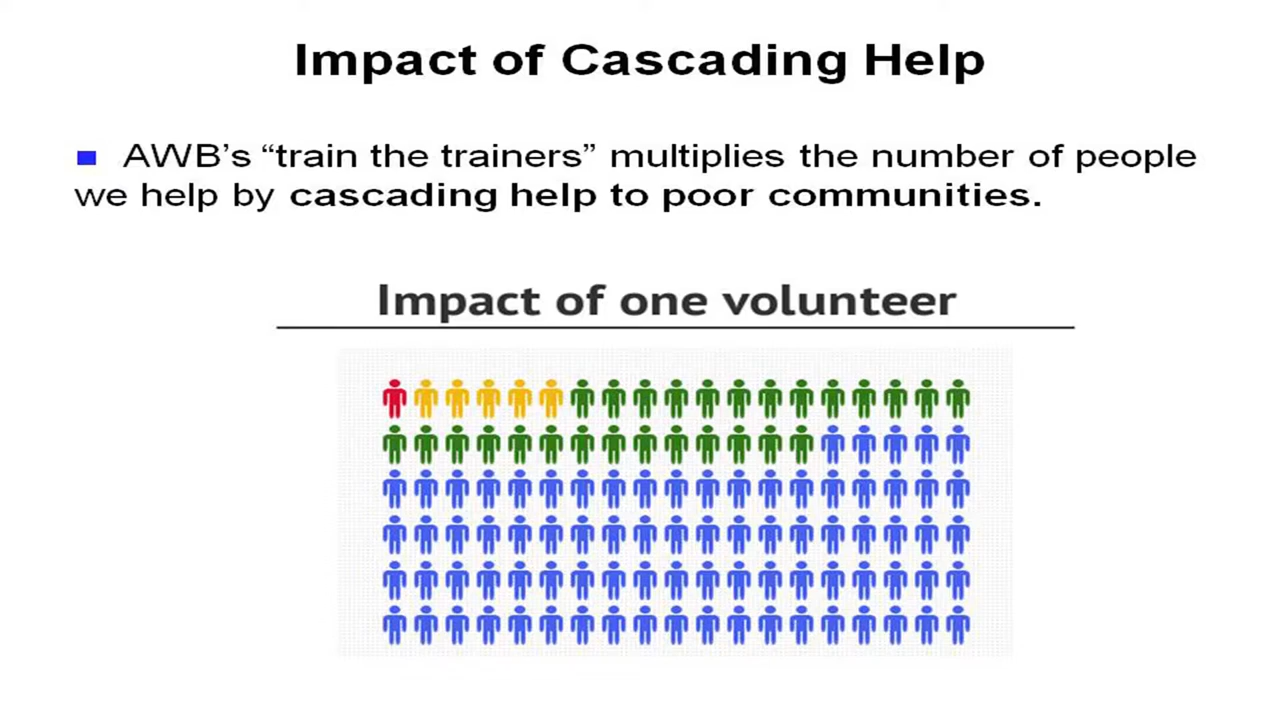 Impact of Cascading Help
AWB’s “train the trainers” multiplies the number of people
we help by cascading help to poor communities.
Impact of one volunteer